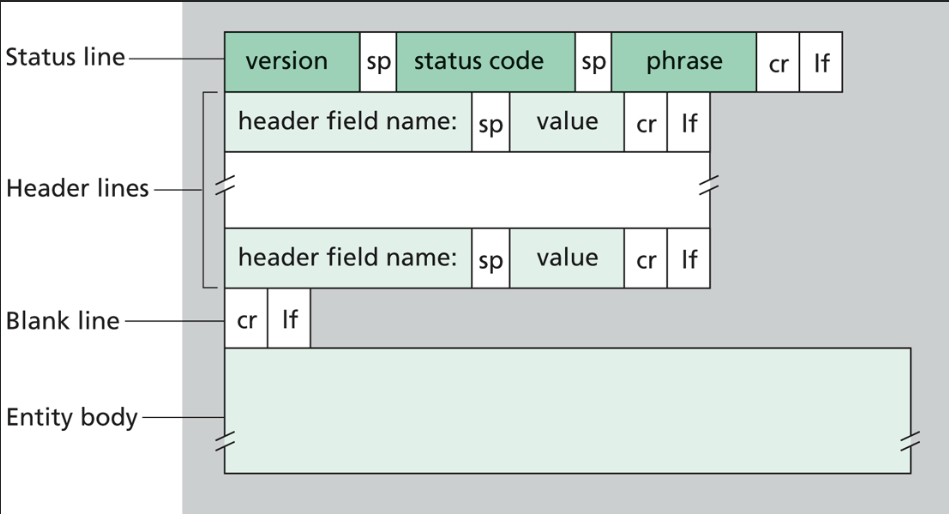 Status line
version sp status code sp phrase cr lf
header field name: sp value cr lf
Header lines
header field name: sp value cr lf
Blank line
cr lf
Entity body